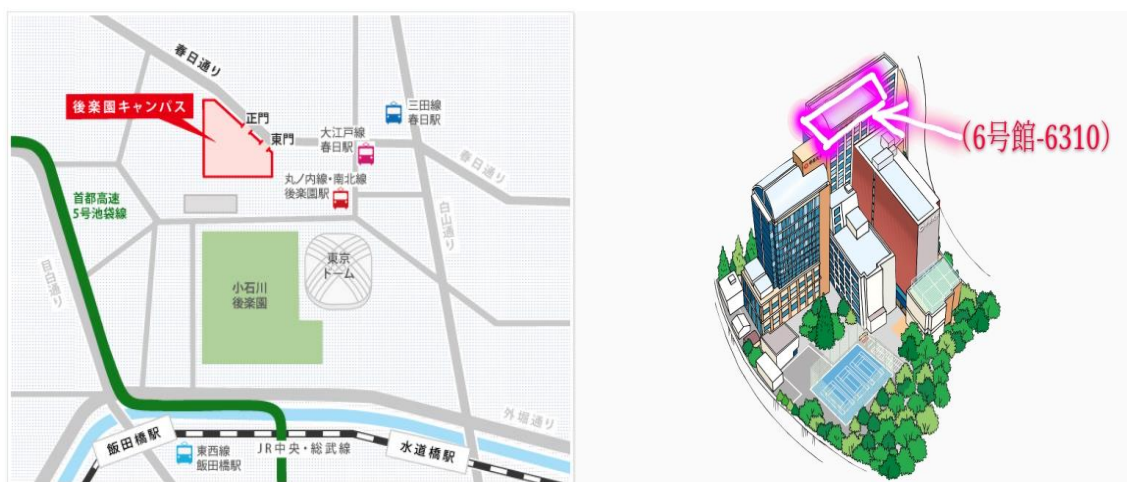 春日通り
後楽園キャンパス
正門
東門
三田線
春日駅
大江戸線
春日駅
春日通り
丸ノ内線・南北線
後楽園駅
首都高速
5号池袋線
白山通り
目白通り
東京
ドーム
小石川
後楽園
外堀通り
飯田橋駅
東西線
飯田橋駅
JR中央・総武線
水道橋駅
(6号館-6310)